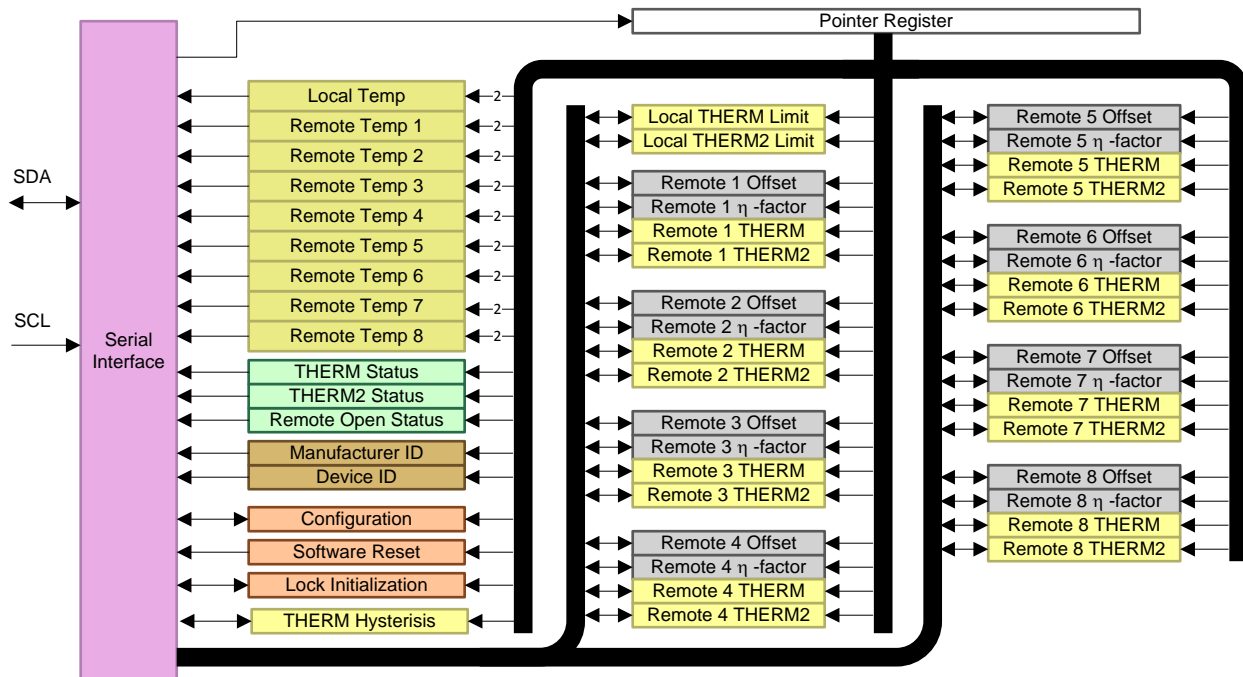 Pointer Register
SDA
SCL
Serial
Interface
Local Temp
2
Remote Temp 1
2
Remote Temp 2
2
Remote Temp 3
2
Remote Temp 4
2
Remote Temp 5
2
Remote Temp 6
2
Remote Temp 7
2
Remote Temp 8
2
THERM Status
THERM2 Status
Remote Open Status
Manufacturer ID
Device ID
Configuration
Software Reset
Lock Initialization
THERM Hysterisis
Local THERM Limit
Local THERM2 Limit
Remote 1 Offset
Remote 1 η -factor
Remote 1 THERM
Remote 1 THERM2
Remote 2 Offset
Remote 2 η -factor
Remote 2 THERM
Remote 2 THERM2
Remote 3 Offset
Remote 3 η -factor
Remote 3 THERM
Remote 3 THERM2
Remote 4 Offset
Remote 4 η -factor
Remote 4 THERM
Remote 4 THERM2
Remote 5 Offset
Remote 5 η -factor
Remote 5 THERM
Remote 5 THERM2
Remote 6 Offset
Remote 6 η -factor
Remote 6 THERM
Remote 6 THERM2
Remote 7 Offset
Remote 7 η -factor
Remote 7 THERM
Remote 7 THERM2
Remote 8 Offset
Remote 8 η -factor
Remote 8 THERM
Remote 8 THERM2